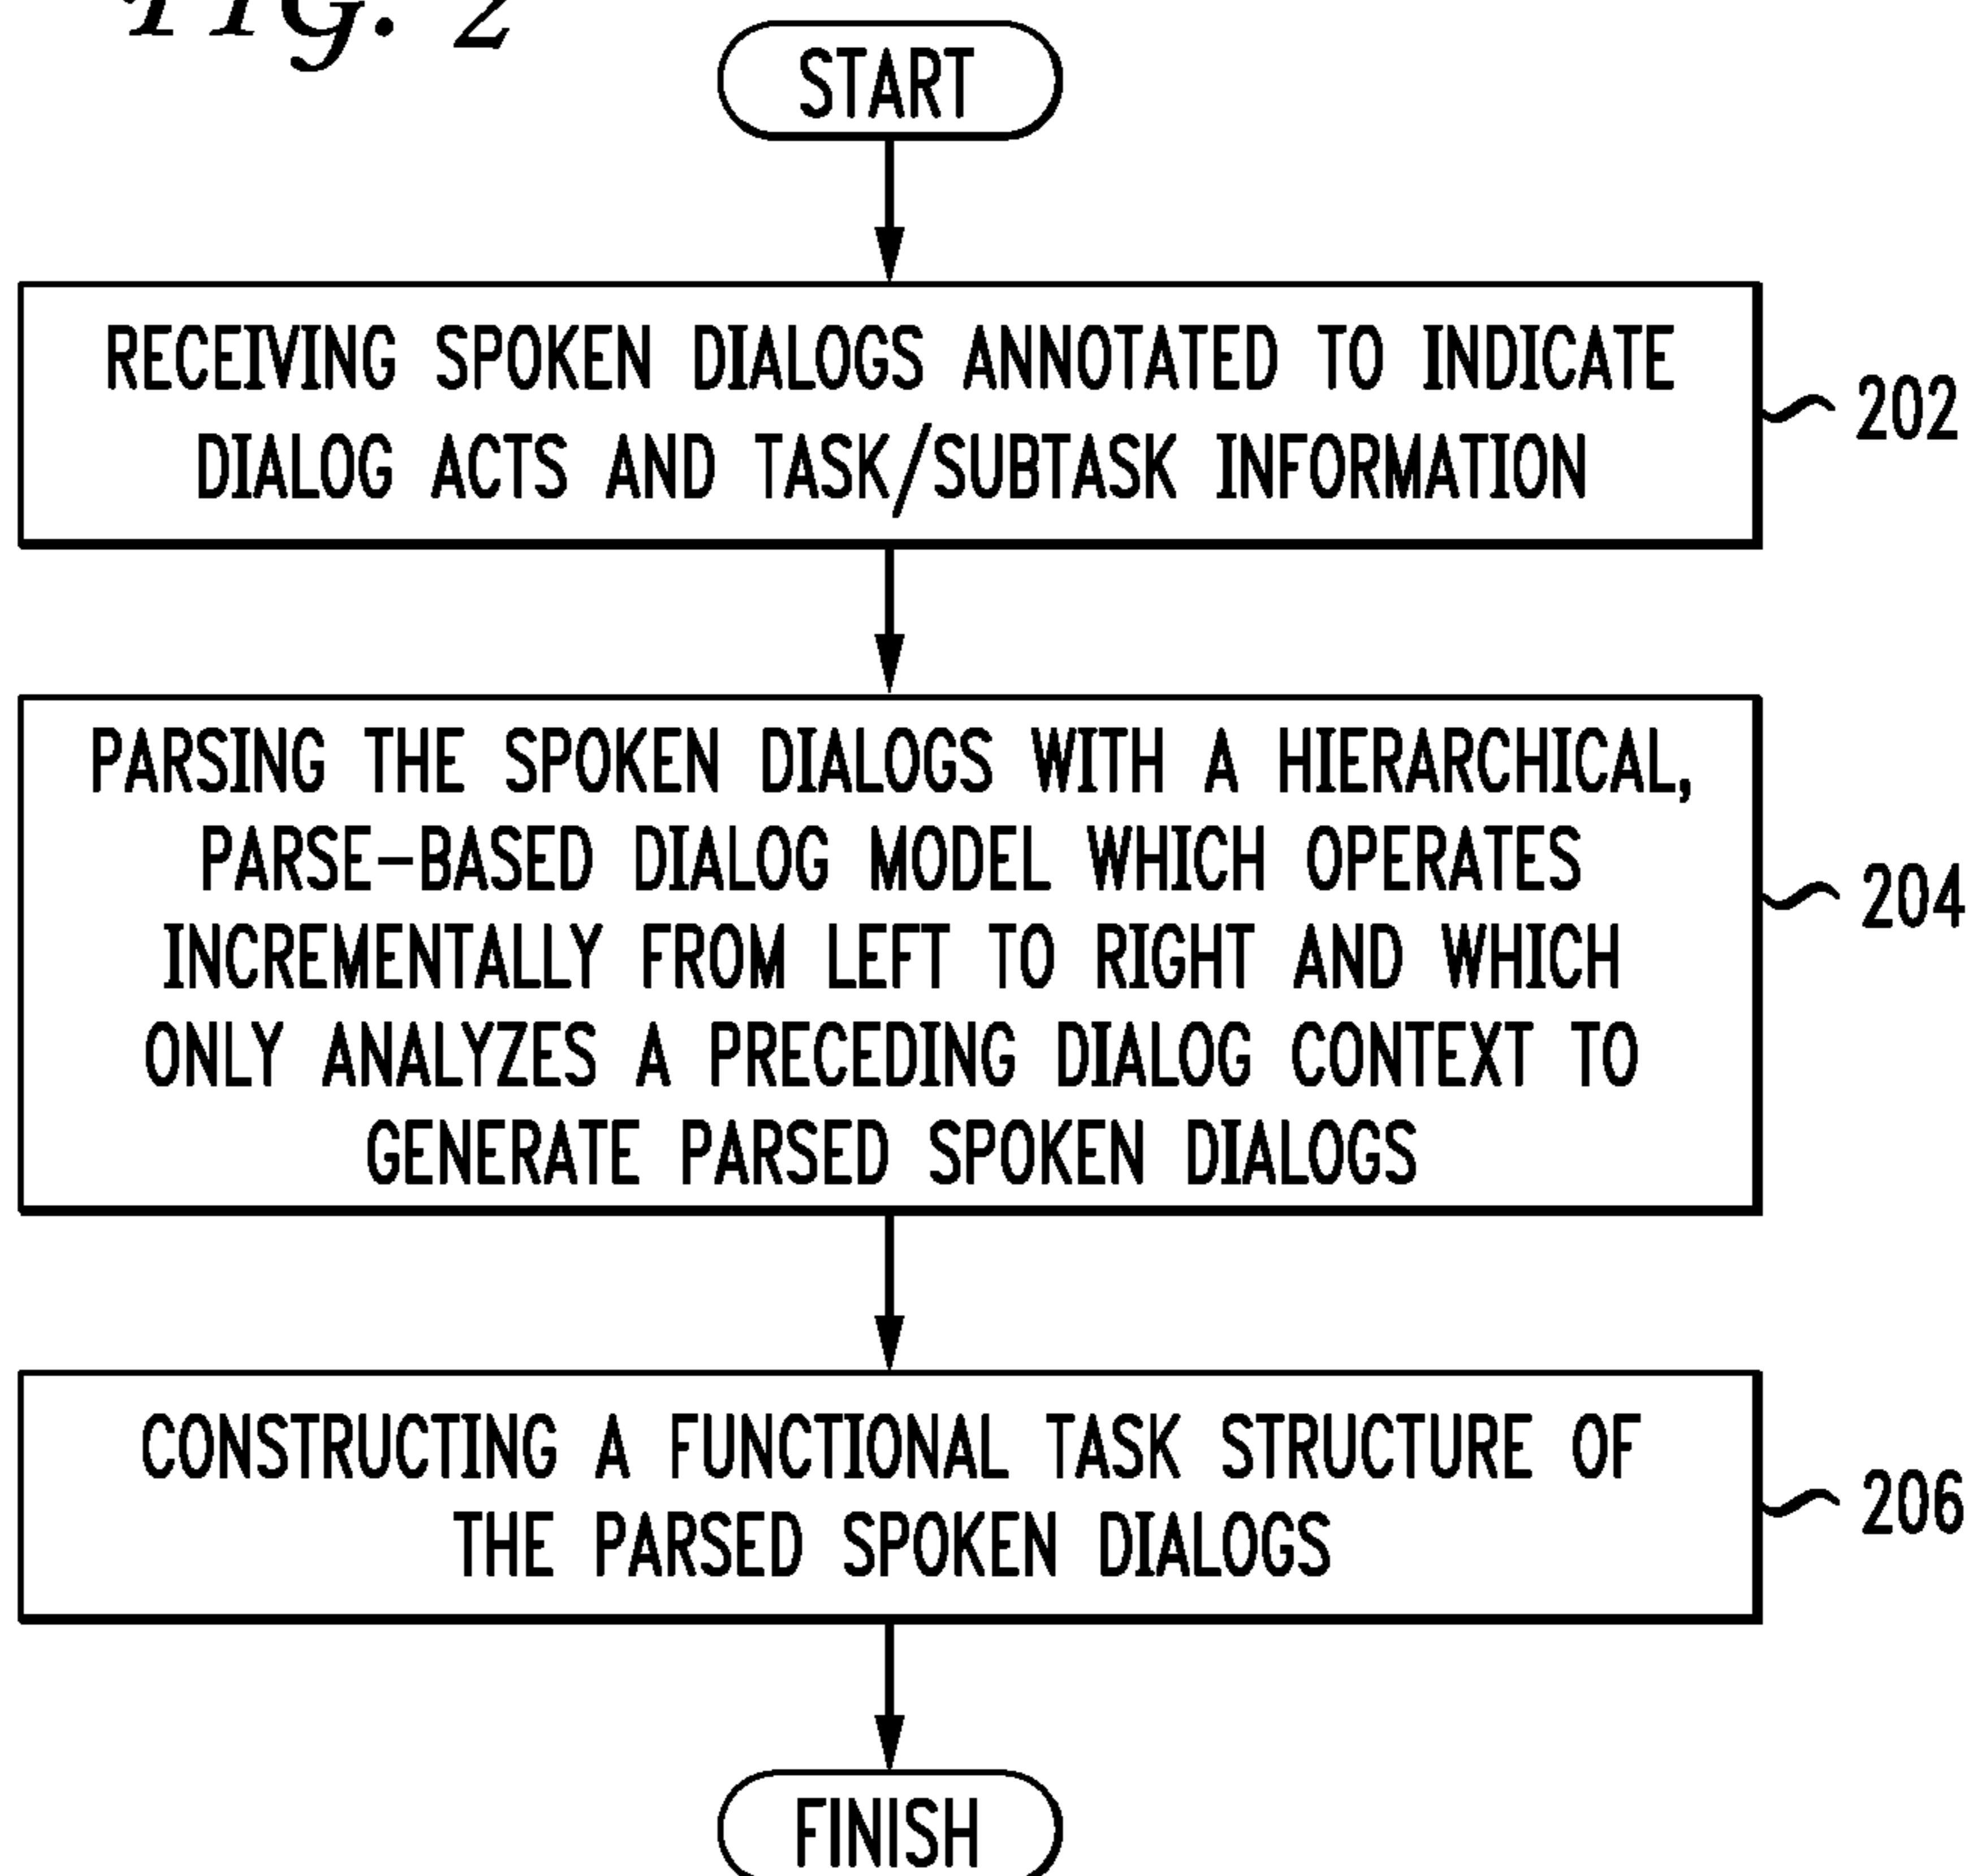 FIG. 2
START
RECEIVING SPOKEN DIALOGS ANNOTATED TO INDICATE
DIALOG ACTS AND TASK/SUBTASK INFORMATION
202
PARSING THE SPOKEN DIALOGS WITH A HIERARCHICAL,
PARSE-BASED DIALOG MODEL WHICH OPERATES
INCREMENTALLY FROM LEFT TO RIGHT AND WHICH
ONLY ANALYZES A PRECEDING DIALOG CONTEXT TO
GENERATE PARSED SPOKEN DIALOGS
204
CONSTRUCTING A FUNCTIONAL TASK STRUCTURE OF
THE PARSED SPOKEN DIALOGS
206
FINISH